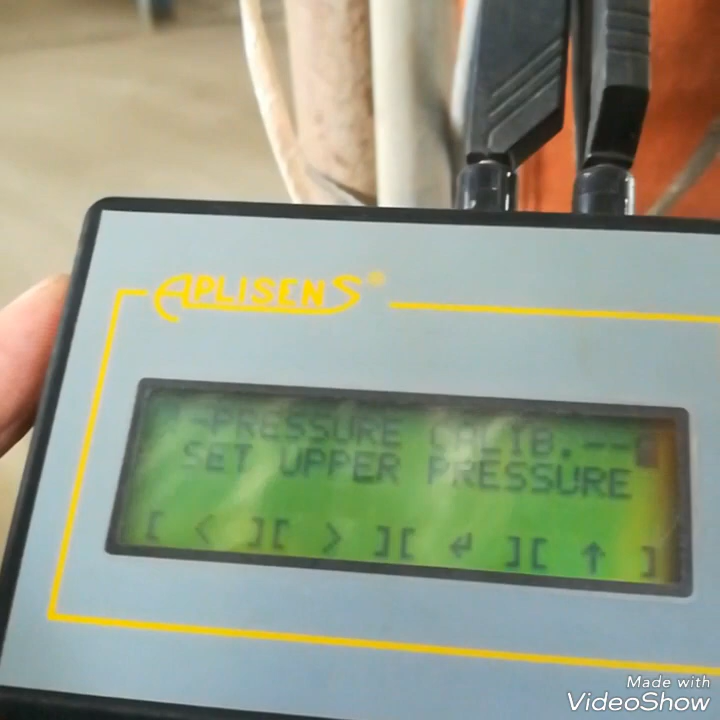 APLISENS®
-PRESSURE CALIB.--
SET UPPER PRESSURE
[ < ][ > ][ ↵ ][ ↑ ]
Made with
VideoShow